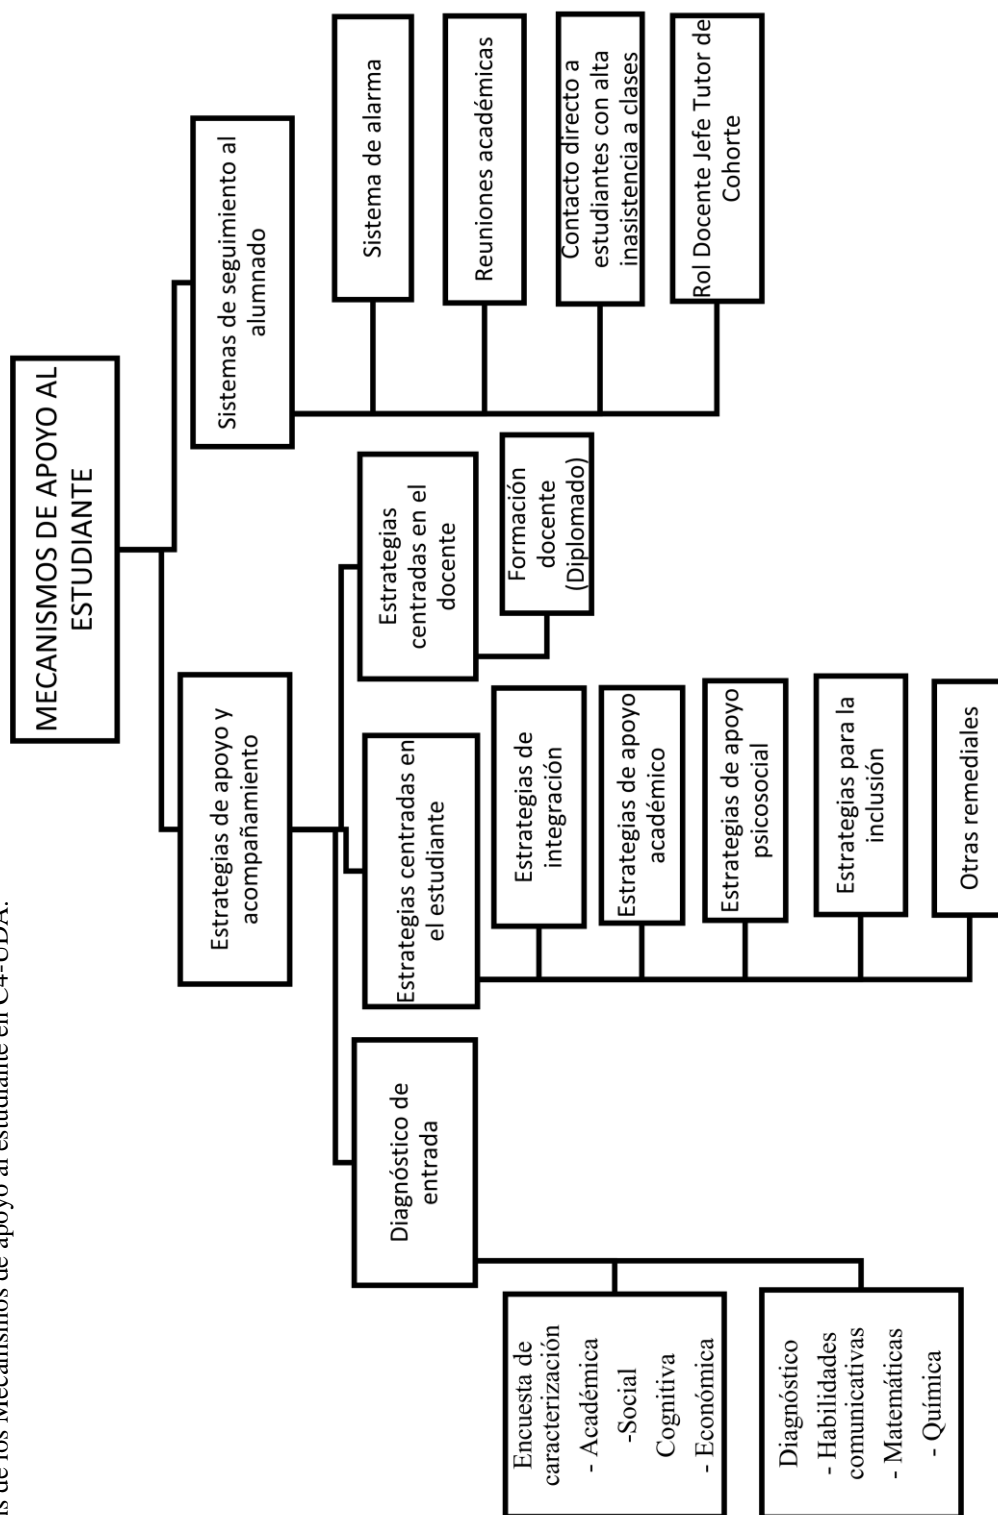 is de los Mecanismos de apoyo al estudiante en C4-UDA.
MECANISMOS DE APOYO AL
ESTUDIANTE
Estrategias de apoyo y
acompañamiento
Sistemas de seguimiento al
alumnado
Diagnóstico de
entrada
Estrategias centradas en
el estudiante
Estrategias
centradas en el
docente
Encuesta de
caracterización
- Académica
-Social
Cognitiva
- Económica
Diagnóstico
- Habilidades
comunicativas
- Matemáticas
- Química
Estrategias de
integración
Estrategias de apoyo
académico
Estrategias de apoyo
psicosocial
Estrategias para la
inclusión
Otras remediales
Formación
docente
(Diplomado)
Sistema de alarma
Reuniones académicas
Contacto directo a
estudiantes con alta
inasistencia a clases
Rol Docente Jefe Tutor de
Cohorte